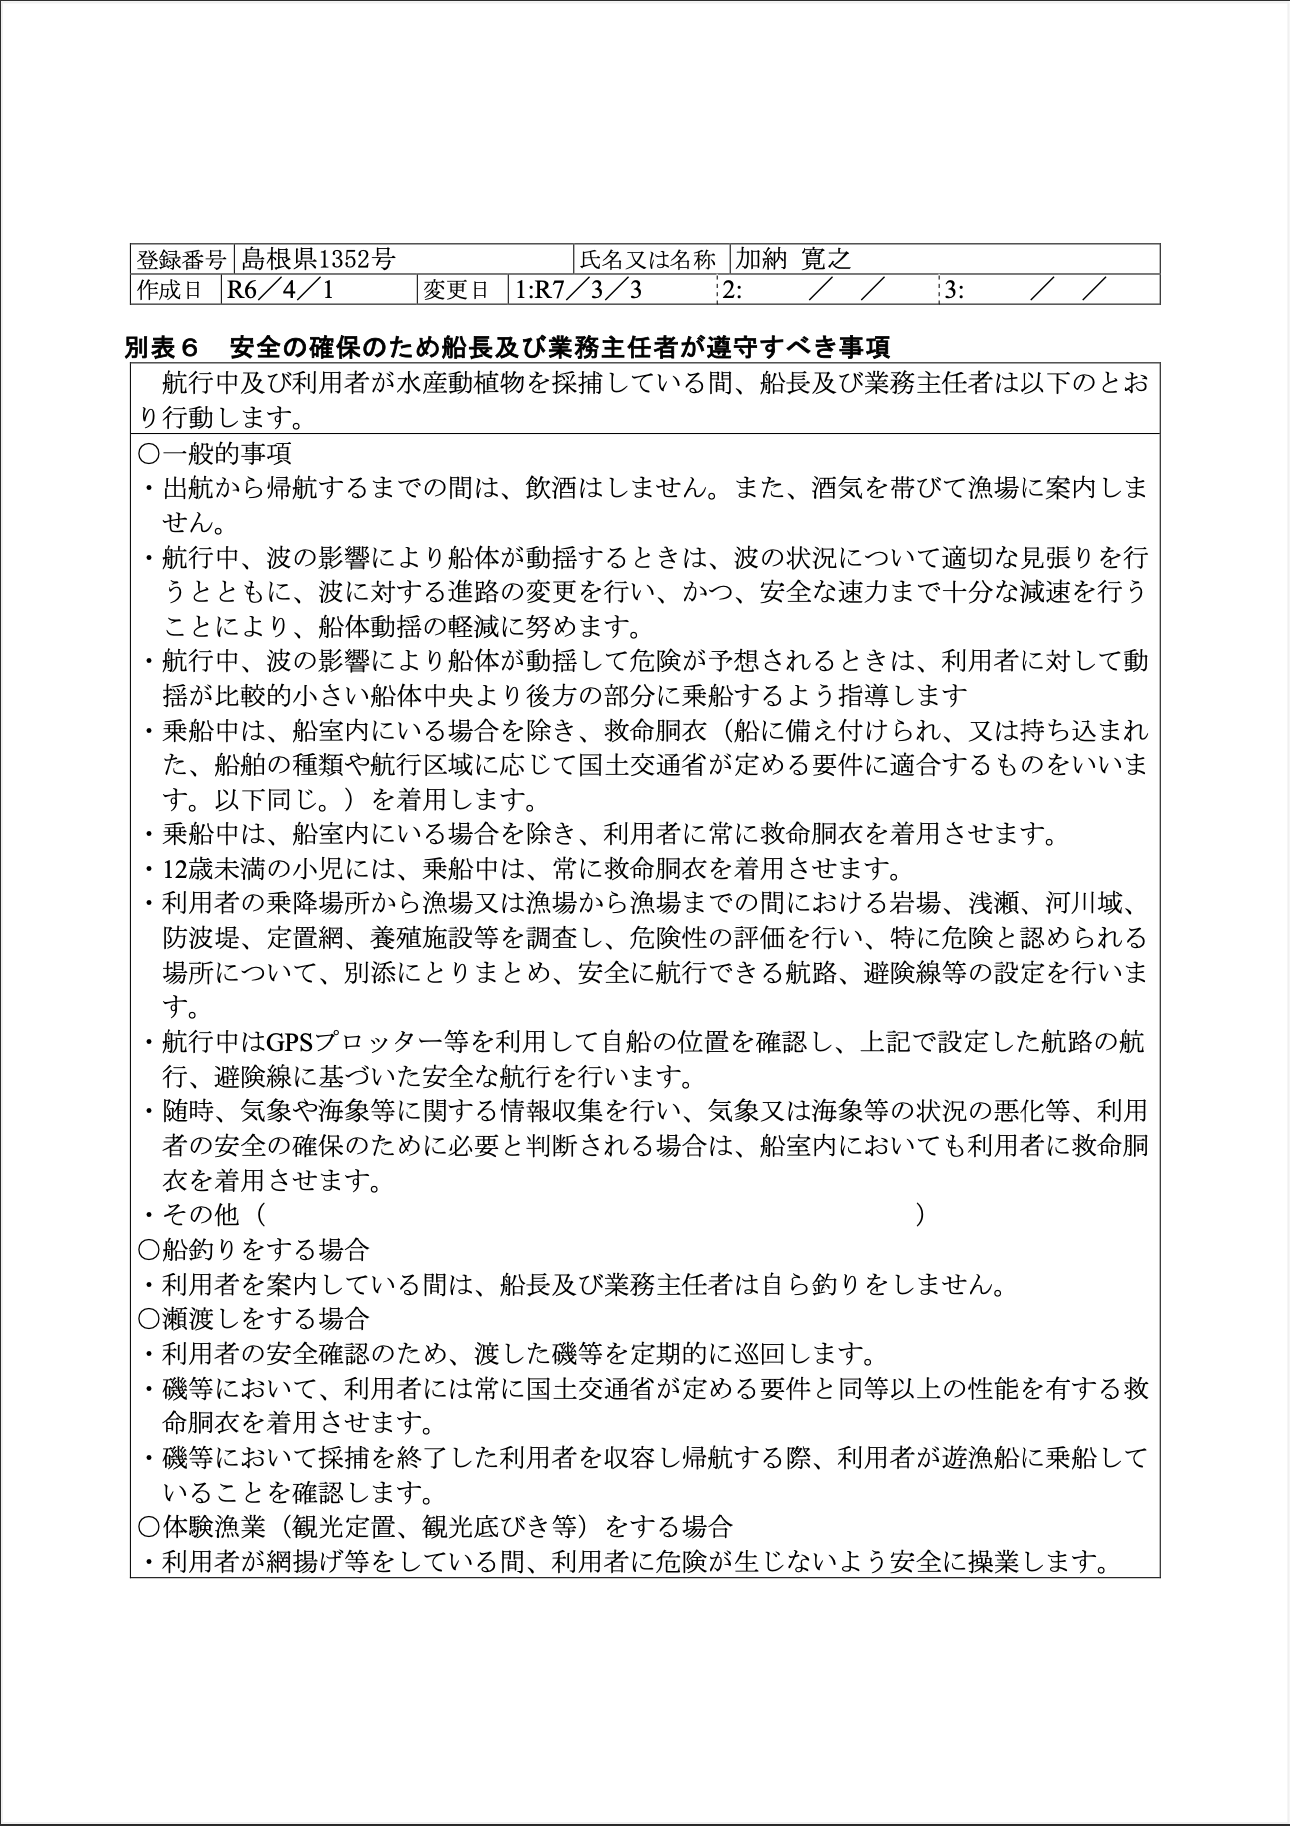 登録番号 島根県1352号 氏名又は名称 加納 寛之
作成日 R6／4／1 変更日 1:R7／3／3 2: ／ ／ 3: ／ ／
別表６　安全の確保のため船長及び業務主任者が遵守すべき事項
　航行中及び利用者が水産動植物を採捕している間、船長及び業務主任者は以下のとお
り行動します。
○一般的事項
・出航から帰航するまでの間は、飲酒はしません。また、酒気を帯びて漁場に案内しま
せん。
・航行中、波の影響により船体が動揺するときは、波の状況について適切な見張りを行
うとともに、波に対する進路の変更を行い、かつ、安全な速力まで十分な減速を行う
ことにより、船体動揺の軽減に努めます。
・航行中、波の影響により船体が動揺して危険が予想されるときは、利用者に対して動
揺が比較的小さい船体中央より後方の部分に乗船するよう指導します
・乗船中は、船室内にいる場合を除き、救命胴衣（船に備え付けられ、又は持ち込まれ
た、船舶の種類や航行区域に応じて国土交通省が定める要件に適合するものをいいま
す。以下同じ。）を着用します。
・乗船中は、船室内にいる場合を除き、利用者に常に救命胴衣を着用させます。
・12歳未満の小児には、乗船中は、常に救命胴衣を着用させます。
・利用者の乗降場所から漁場又は漁場から漁場までの間における岩場、浅瀬、河川域、
防波堤、定置網、養殖施設等を調査し、危険性の評価を行い、特に危険と認められる
場所について、別添にとりまとめ、安全に航行できる航路、避険線等の設定を行いま
す。
・航行中はGPSプロッター等を利用して自船の位置を確認し、上記で設定した航路の航
行、避険線に基づいた安全な航行を行います。
・随時、気象や海象等に関する情報収集を行い、気象又は海象等の状況の悪化等、利用
者の安全の確保のために必要と判断される場合は、船室内においても利用者に救命胴
衣を着用させます。
・その他（　　　　　　　　　　　　　　　　　　　　　　　　　）
○船釣りをする場合
・利用者を案内している間は、船長及び業務主任者は自ら釣りをしません。
○瀬渡しをする場合
・利用者の安全確認のため、渡した磯等を定期的に巡回します。
・磯等において、利用者には常に国土交通省が定める要件と同等以上の性能を有する救
命胴衣を着用させます。
・磯等において採捕を終了した利用者を収容し帰航する際、利用者が遊漁船に乗船して
いることを確認します。
○体験漁業（観光定置、観光底びき等）をする場合
・利用者が網揚げ等をしている間、利用者に危険が生じないよう安全に操業します。